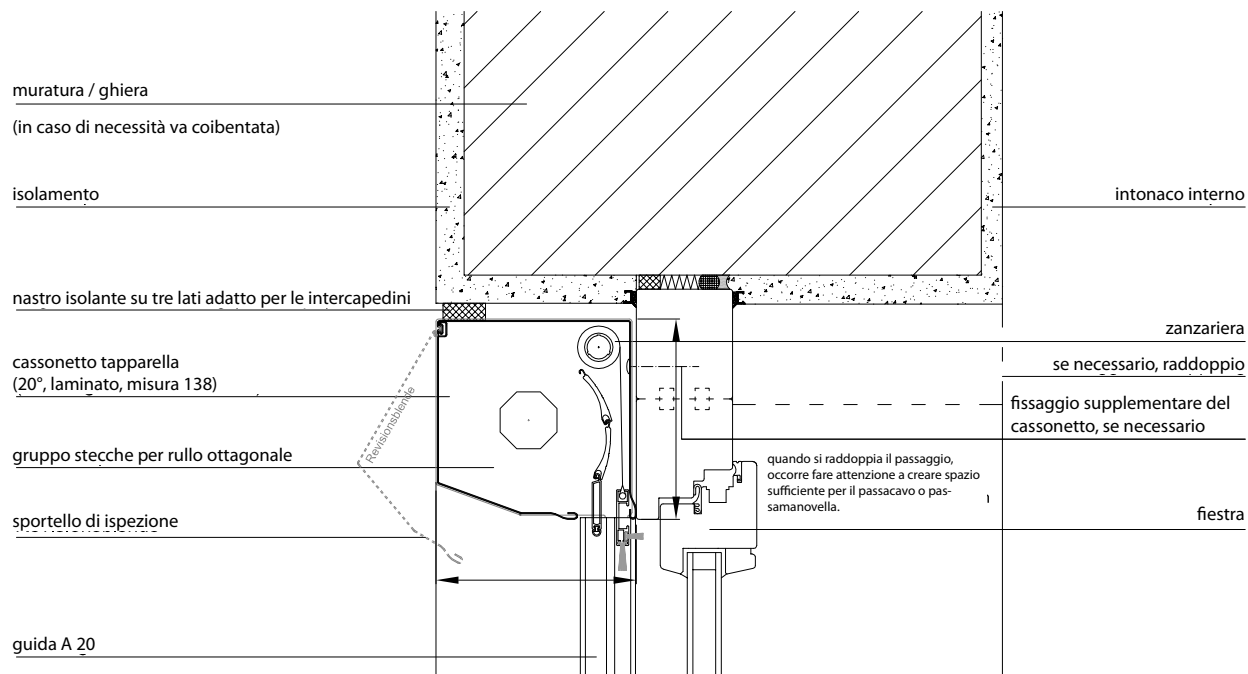 muratura / ghiera
(in caso di necessità va coibentata)
isolamento
nastro isolante su tre lati adatto per le intercapedini
cassonetto tapparella
(20°, laminato, misura 138)
gruppo stecche per rullo ottagonale
sportello di ispezione
guida A 20
Revisionsblende
intonaco interno
zanzariera
se necessario, raddoppio
fissaggio supplementare del
cassonetto, se necessario
quando si raddoppia il passaggio,
occorre fare attenzione a creare spazio
sufficiente per il passacavo o pas-
samanovella.
fiestra